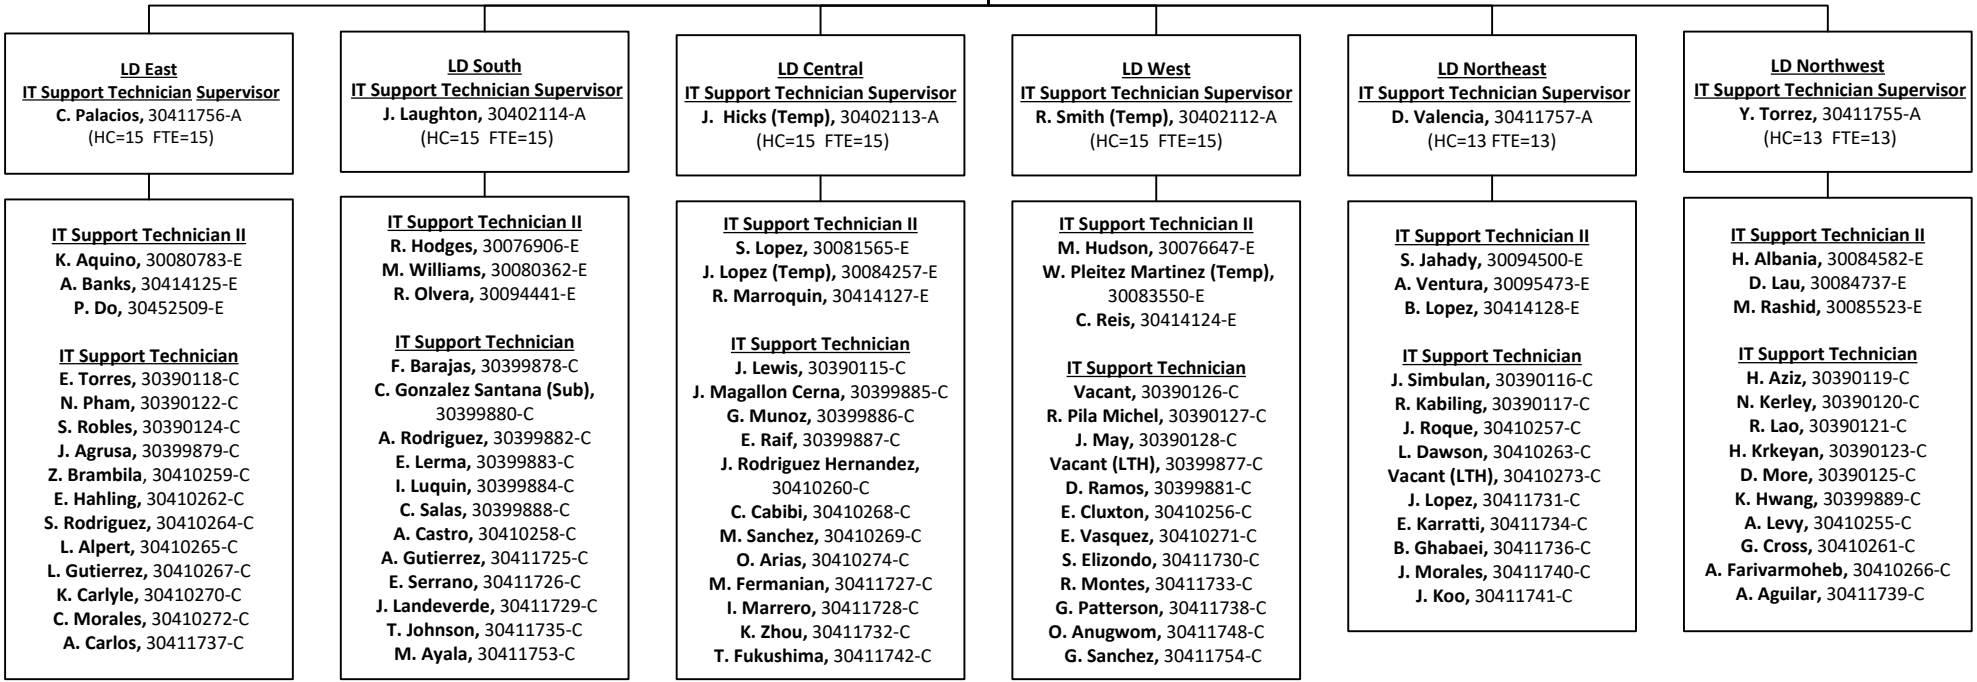 LD East
IT Support Technician Supervisor
C. Palacios, 30411756-A
(HC=15 FTE=15)
IT Support Technician II
K. Aquino, 30080783-E
A. Banks, 30414125-E
P. Do, 30452509-E
IT Support Technician
E. Torres, 30390118-C
N. Pham, 30390122-C
S. Robles, 30390124-C
J. Agrusa, 30399879-C
Z. Brambila, 30410259-C
E. Hahling, 30410262-C
S. Rodriguez, 30410264-C
L. Alpert, 30410265-C
L. Gutierrez, 30410267-C
K. Carlyle, 30410270-C
C. Morales, 30410272-C
A. Carlos, 30411737-C
LD South
IT Support Technician Supervisor
J. Laughton, 30402114-A
(HC=15 FTE=15)
IT Support Technician II
R. Hodges, 30076906-E
M. Williams, 30080362-E
R. Olvera, 30094441-E
IT Support Technician
F. Barajas, 30399878-C
C. Gonzalez Santana (Sub),
30399880-C
A. Rodriguez, 30399882-C
E. Lerma, 30399883-C
I. Luquin, 30399884-C
C. Salas, 30399888-C
A. Castro, 30410258-C
A. Gutierrez, 30411725-C
E. Serrano, 30411726-C
J. Landeverde, 30411729-C
T. Johnson, 30411735-C
M. Ayala, 30411753-C
LD Central
IT Support Technician Supervisor
J. Hicks (Temp), 30402113-A
(HC=15 FTE=15)
IT Support Technician II
S. Lopez, 30081565-E
J. Lopez (Temp), 30084257-E
R. Marroquin, 30414127-E
IT Support Technician
J. Lewis, 30390115-C
J. Magallon Cerna, 30399885-C
G. Munoz, 30399886-C
E. Raif, 30399887-C
J. Rodriguez Hernandez,
30410260-C
C. Cabibi, 30410268-C
M. Sanchez, 30410269-C
O. Arias, 30410274-C
M. Fermanian, 30411727-C
I. Marrero, 30411728-C
K. Zhou, 30411732-C
T. Fukushima, 30411742-C
LD West
IT Support Technician Supervisor
R. Smith (Temp), 30402112-A
(HC=15 FTE=15)
IT Support Technician II
M. Hudson, 30076647-E
W. Pleitez Martinez (Temp),
30083550-E
C. Reis, 30414124-E
IT Support Technician
Vacant, 30390126-C
R. Pila Michel, 30390127-C
J. May, 30390128-C
Vacant (LTH), 30399877-C
D. Ramos, 30399881-C
E. Cluxton, 30410256-C
E. Vasquez, 30410271-C
S. Elizondo, 30411730-C
R. Montes, 30411733-C
G. Patterson, 30411738-C
O. Anugwom, 30411748-C
G. Sanchez, 30411754-C
LD Northeast
IT Support Technician Supervisor
D. Valencia, 30411757-A
(HC=13 FTE=13)
IT Support Technician II
S. Jahady, 30094500-E
A. Ventura, 30095473-E
B. Lopez, 30414128-E
IT Support Technician
J. Simbulan, 30390116-C
R. Kabiling, 30390117-C
J. Roque, 30410257-C
L. Dawson, 30410263-C
Vacant (LTH), 30410273-C
J. Lopez, 30411731-C
E. Karratti, 30411734-C
B. Ghabaei, 30411736-C
J. Morales, 30411740-C
J. Koo, 30411741-C
LD Northwest
IT Support Technician Supervisor
Y. Torrez, 30411755-A
(HC=13 FTE=13)
IT Support Technician II
H. Albania, 30084582-E
D. Lau, 30084737-E
M. Rashid, 30085523-E
IT Support Technician
H. Aziz, 30390119-C
N. Kerley, 30390120-C
R. Lao, 30390121-C
H. Krkeyan, 30390123-C
D. More, 30390125-C
K. Hwang, 30399889-C
A. Levy, 30410255-C
G. Cross, 30410261-C
A. Farivarmoheb, 30410266-C
A. Aguilar, 30411739-C